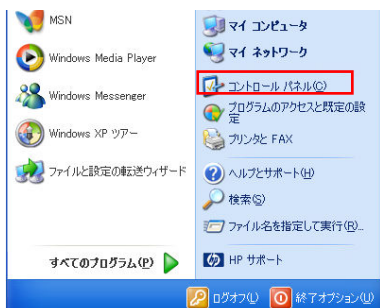 MSN
Windows Media Player
Windows Messenger
Windows XP ツアー
ファイルと設定の転送ウィザード
すべてのプログラム(P)
マイ コンピュータ
マイ ネットワーク
コントロール パネル(C)
プログラムのアクセスと既定の設
定
プリンタと FAX
ヘルプとサポート(H)
検索(S)
ファイル名を指定して実行(R)...
HP サポート
ログオフ(L)
終了オプション(U)